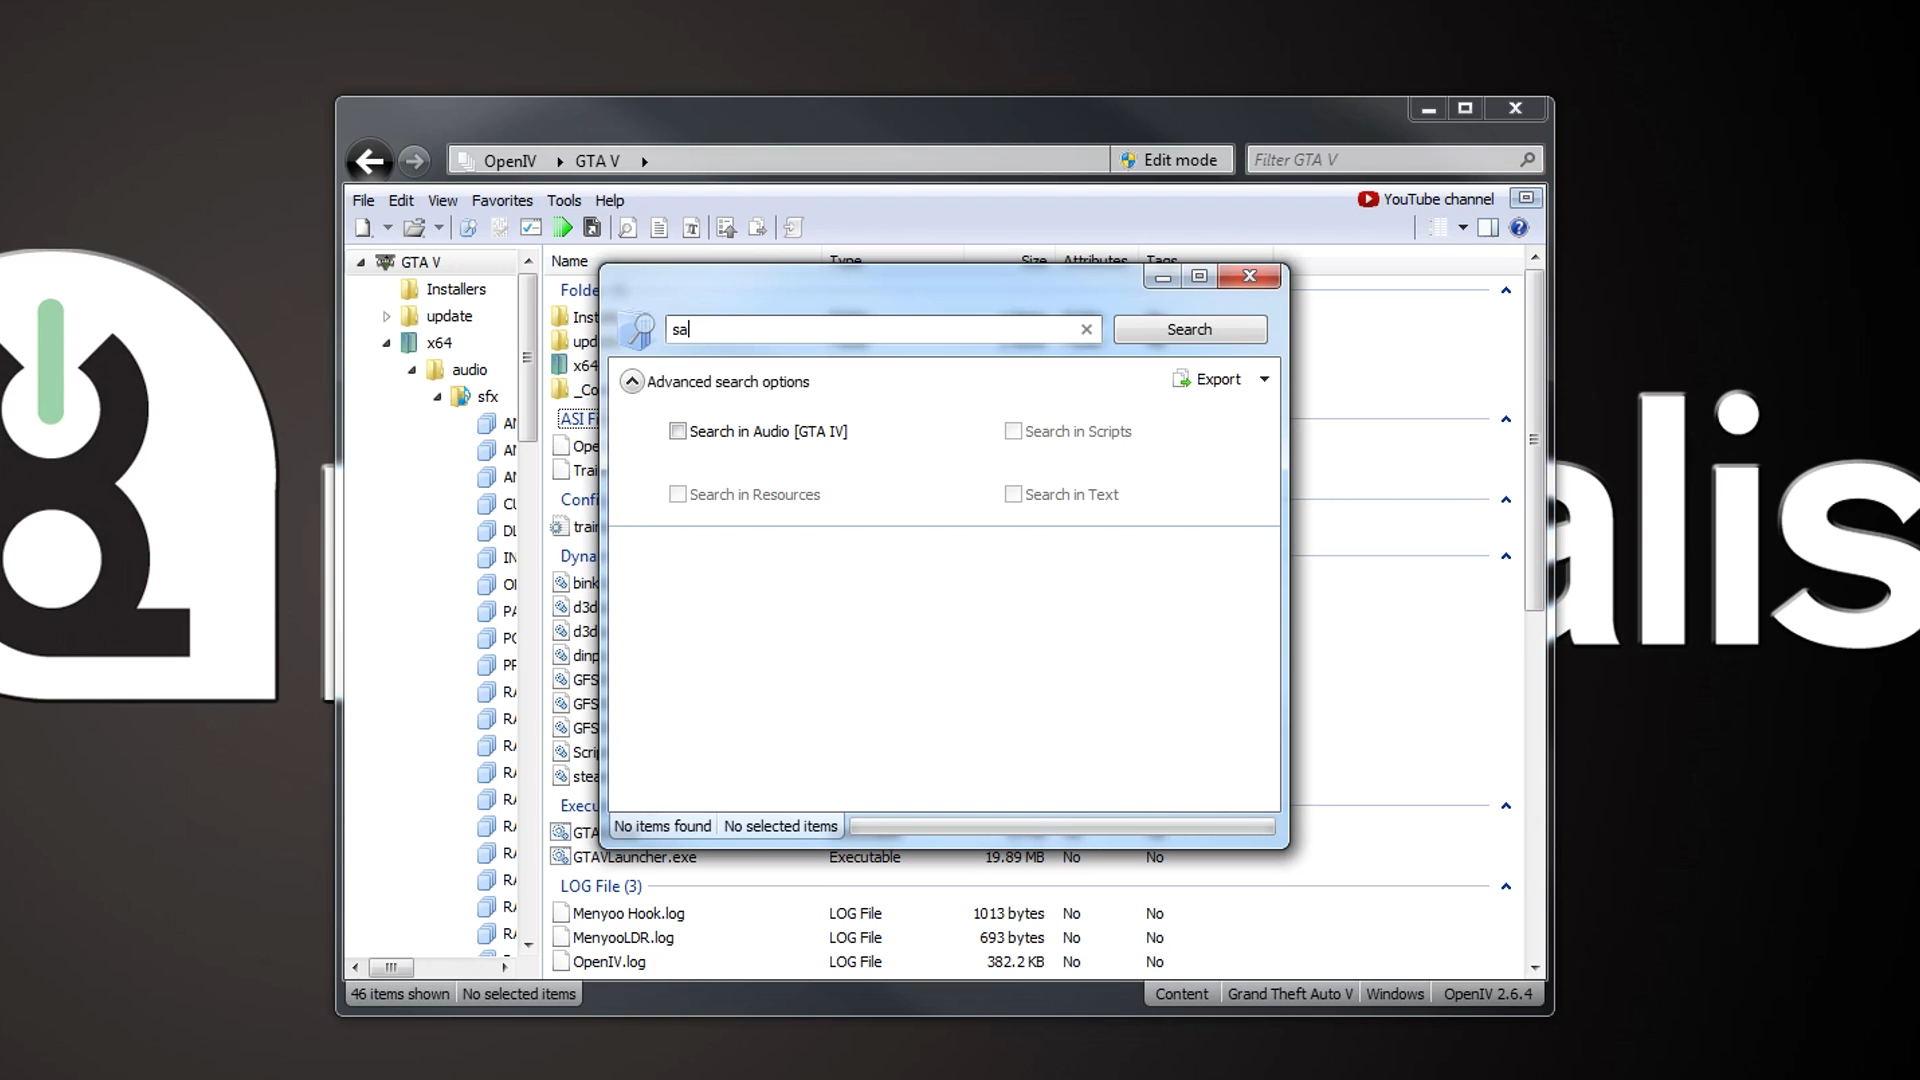 OpenIV
GTA V
Edit mode
Filter GTA V
File
Edit
View
Favorites
Tools
Help
YouTube channel
GTA V
Installers
update
x64
audio
sfx
Name
Type
Size
Attributes
Tags
sa
Search
Advanced search options
Export
Search in Audio [GTA IV]
Search in Scripts
Search in Resources
Search in Text
No items found
No selected items
GTAVLauncher.exe
Executable
19.89 MB
No
No
LOG File (3)
Menyoo Hook.log
LOG File
1013 bytes
No
No
MenyooLDR.log
LOG File
693 bytes
No
No
OpenIV.log
LOG File
382.2 KB
No
No
46 items shown
No selected items
Content
Grand Theft Auto V
Windows
OpenIV 2.6.4